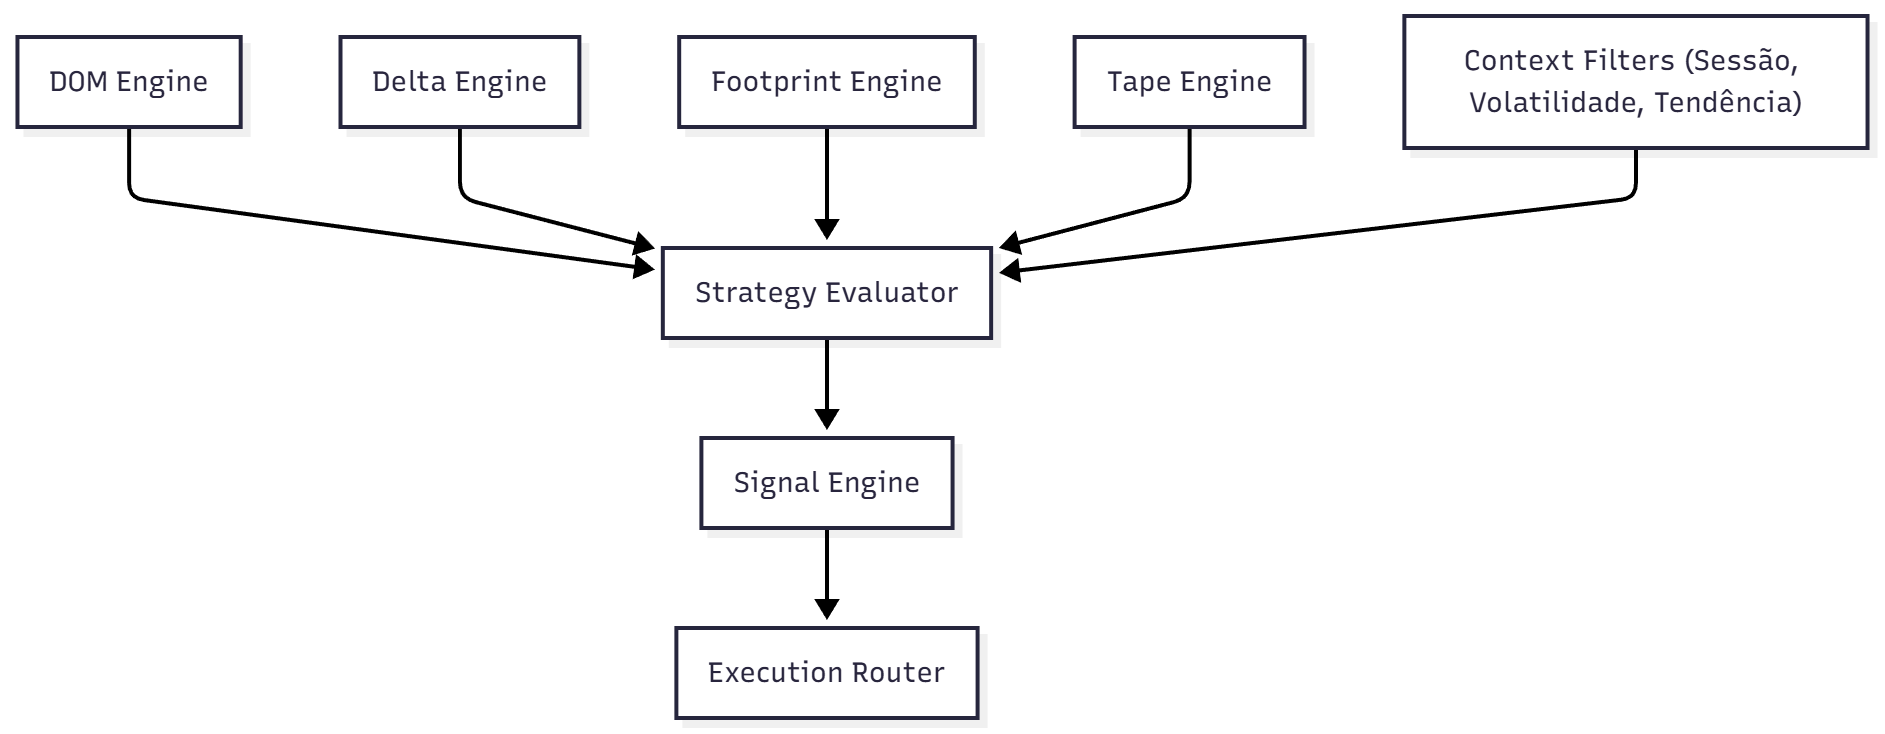 DOM Engine
Delta Engine
Footprint Engine
Tape Engine
Context Filters (Sessão,
Volatilidade, Tendência)
Strategy Evaluator
Signal Engine
Execution Router